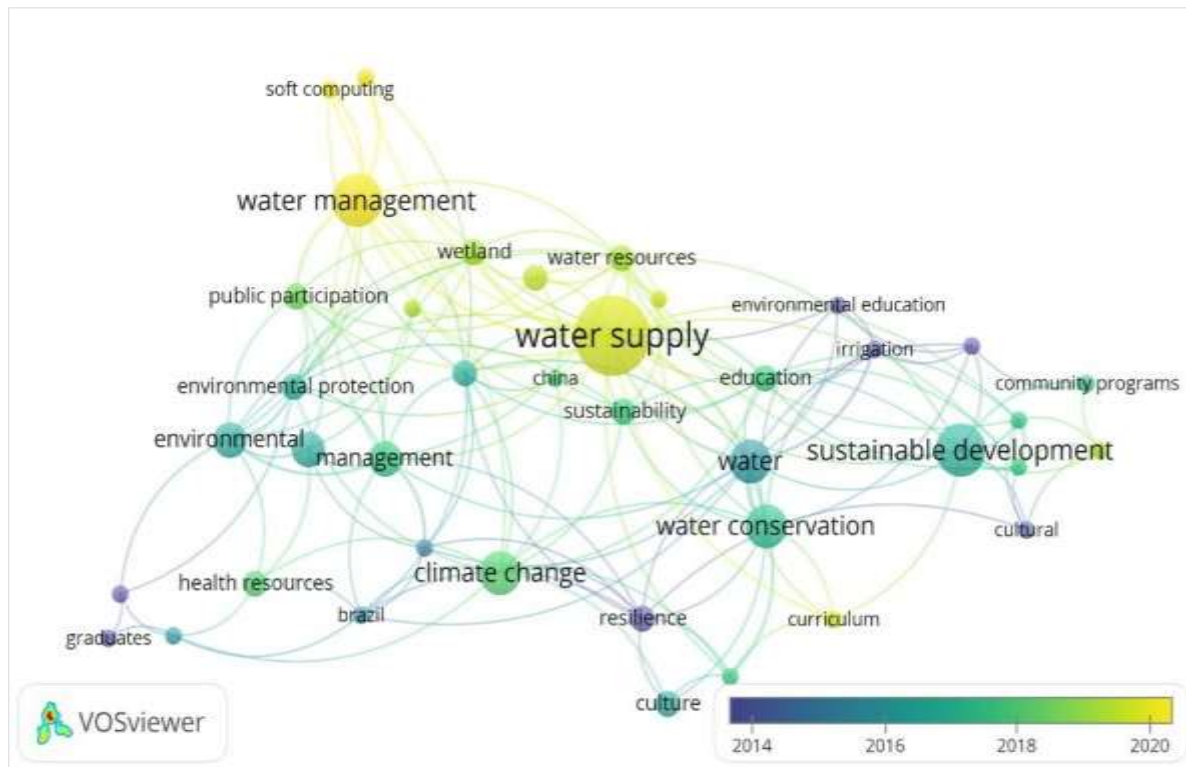 soft computing
water management
wetland
water resources
public participation
environmental education
water supply
irrigation
environmental protection
china
education
community programs
sustainability
environmental
management
water
sustainable development
water conservation
cultural
climate change
health resources
brazil
resilience
curriculum
graduates
culture
VOSviewer
2014 2016 2018 2020